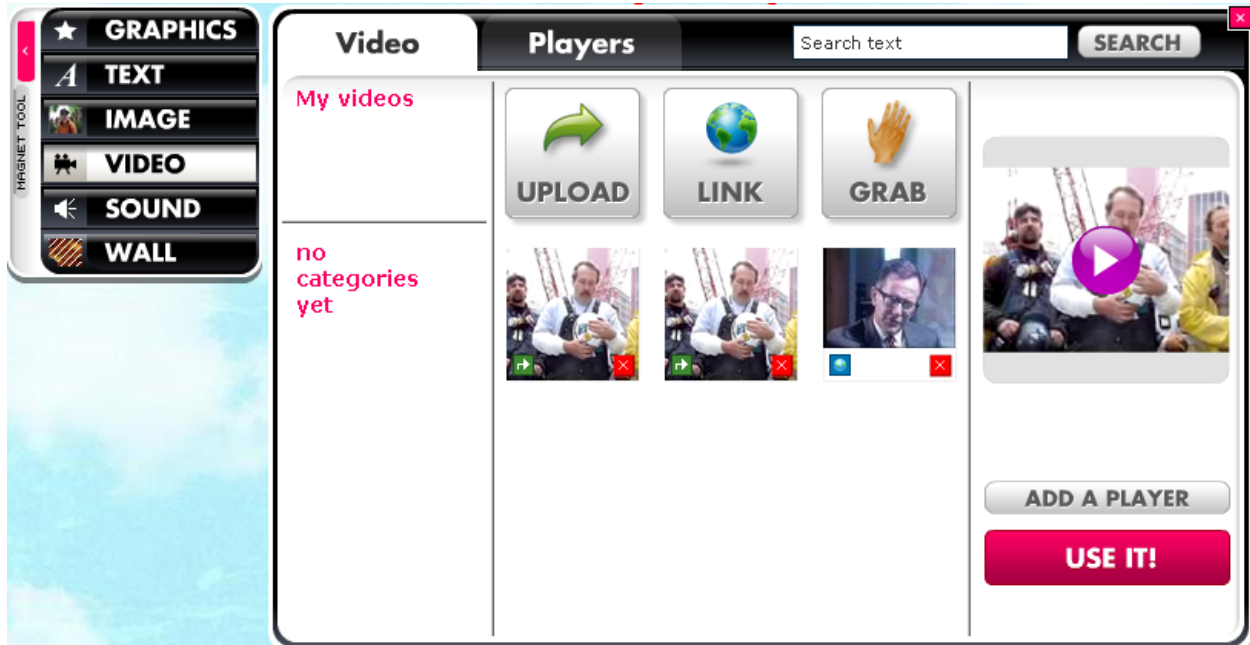 GRAPHICS
TEXT
IMAGE
VIDEO
SOUND
WALL
MAGNET TOOL
Video
Players
Search text
SEARCH
My videos
no
categories
yet
UPLOAD
LINK
GRAB
ADD A PLAYER
USE IT!